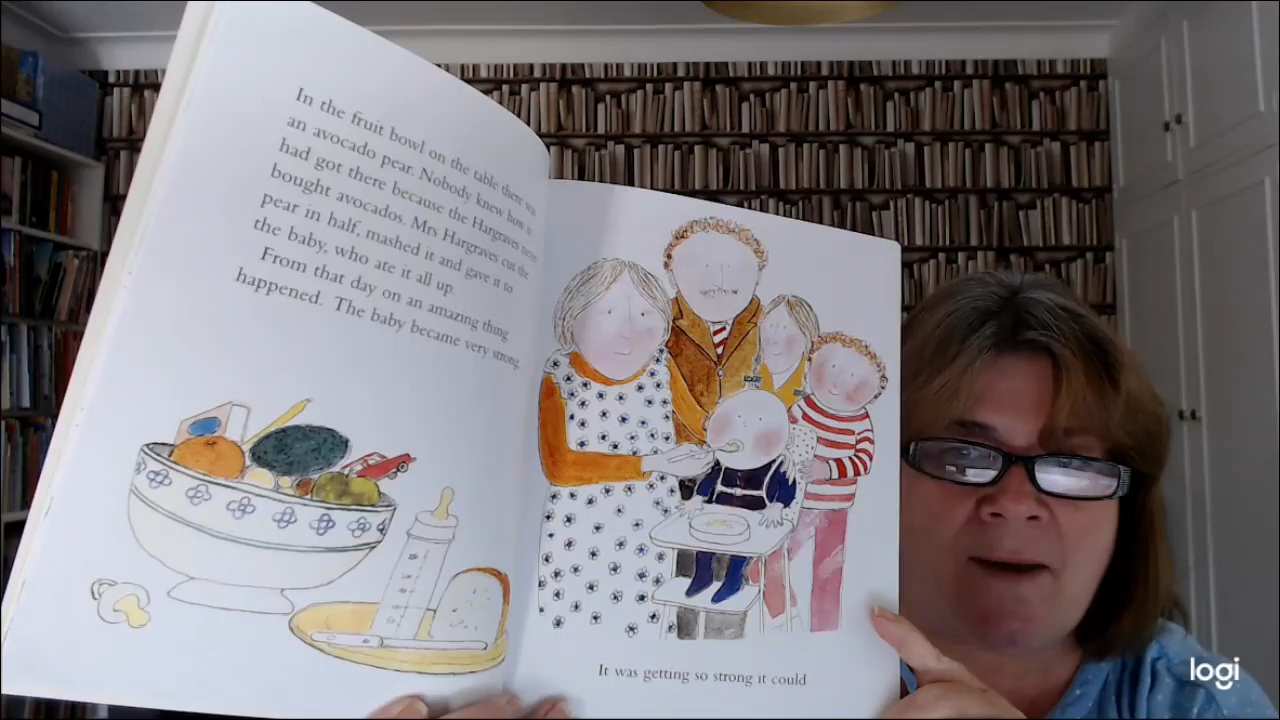 In the fruit bowl on the table there was
an avocado pear. Nobody knew how it
had got there because the Hargraves never
bought avocados. Mrs Hargraves cut the
pear in half, mashed it and gave it to
the baby, who ate it all up.
From that day on an amazing thing
happened. The baby became very strong.
It was getting so strong it could
logi